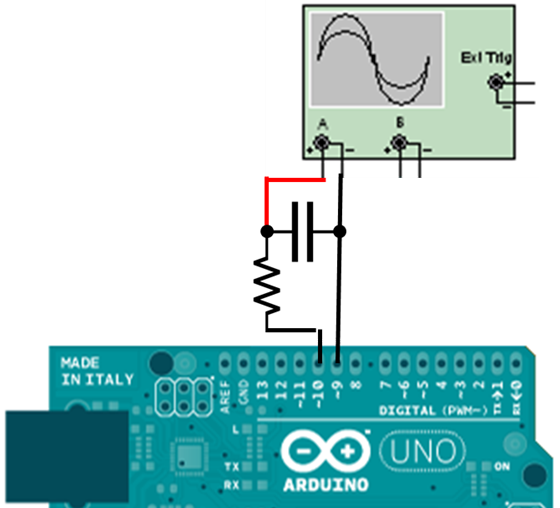 Ext Trig
+
−
A
B
+ − + −
MADE
IN ITALY
AREF
GND
13
12
~11
~10
~9
8
7
~6
~5
~4
~3
2
TX→1
RX←0
DIGITAL (PWM~)
L
TX
RX
ARDUINO
UNO
ON